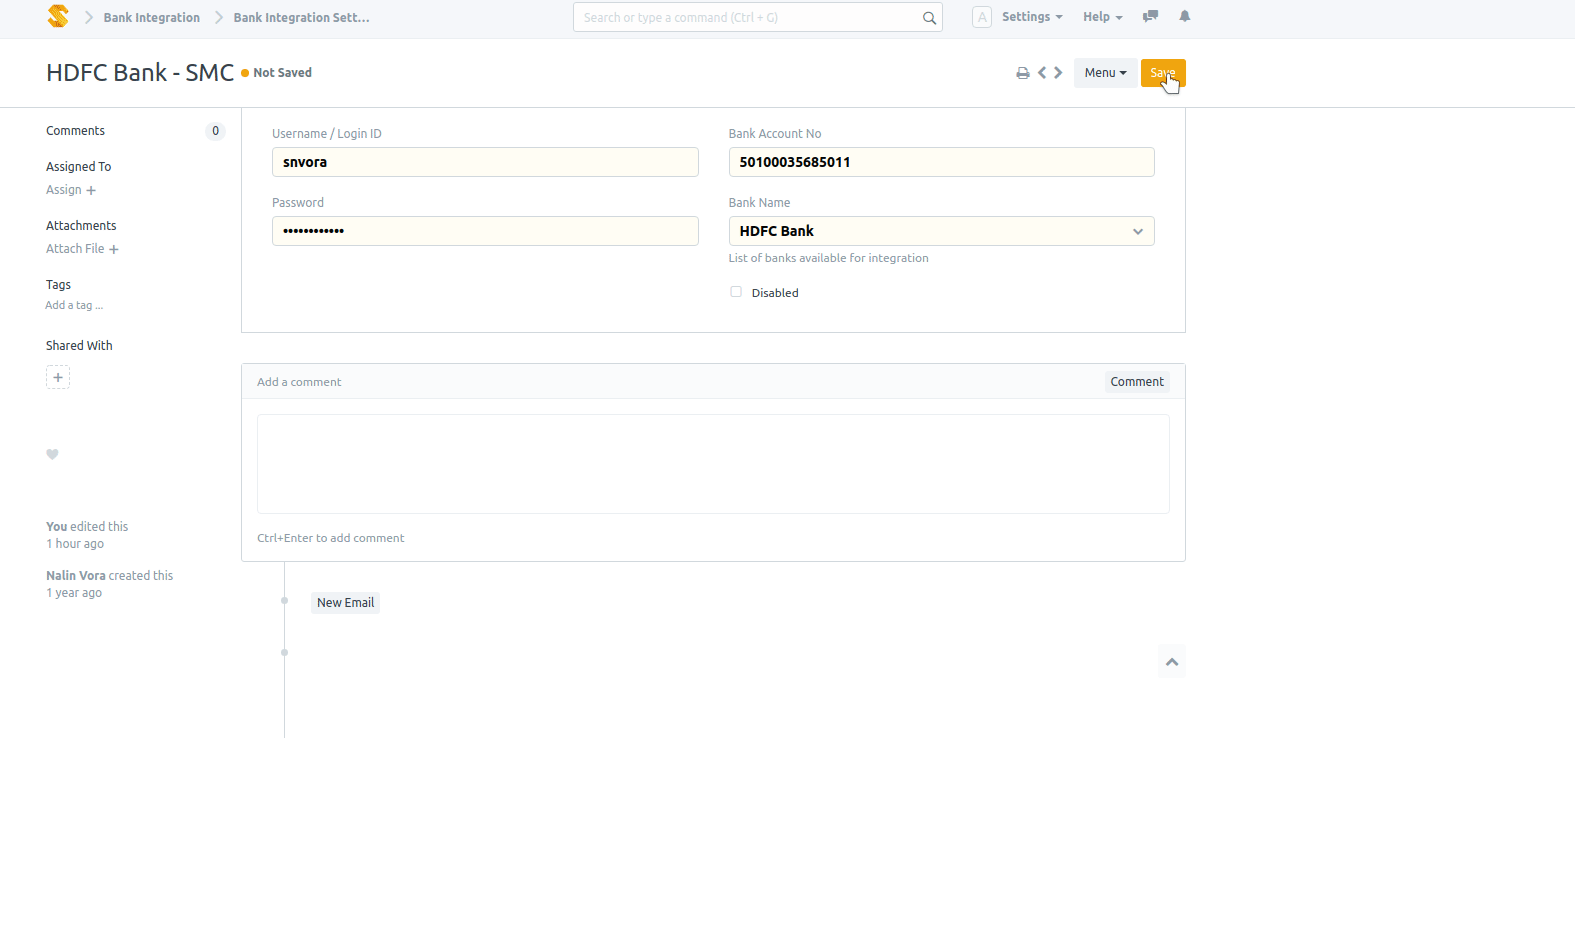 Bank Integration
Bank Integration Sett...
Search or type a command (Ctrl + G)
A
Settings
Help
HDFC Bank - SMC
Not Saved
Menu
Save
Comments
0
Assigned To
Assign +
Attachments
Attach File +
Tags
Add a tag ...
Shared With
+
You edited this
1 hour ago
Nalin Vora created this
1 year ago
Username / Login ID
snvora
Password
••••••••••••
Bank Account No
50100035685011
Bank Name
HDFC Bank
List of banks available for integration
Disabled
Add a comment
Comment
Ctrl+Enter to add comment
New Email